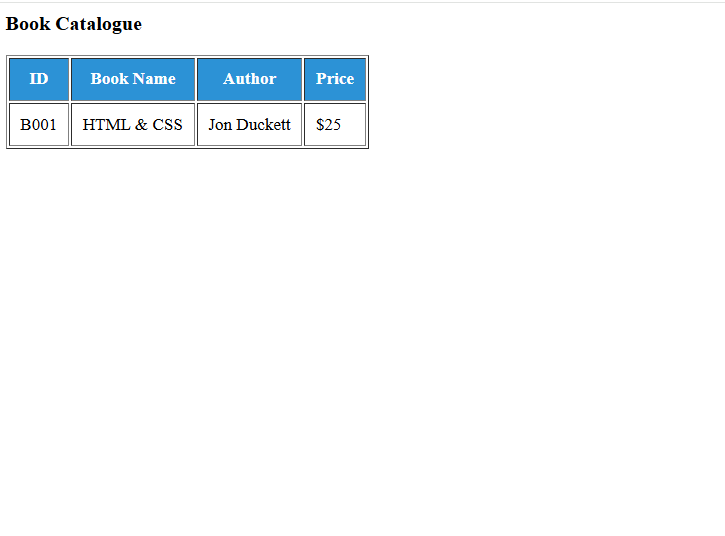 Book Catalogue
ID Book Name Author Price
B001 HTML & CSS Jon Duckett $25